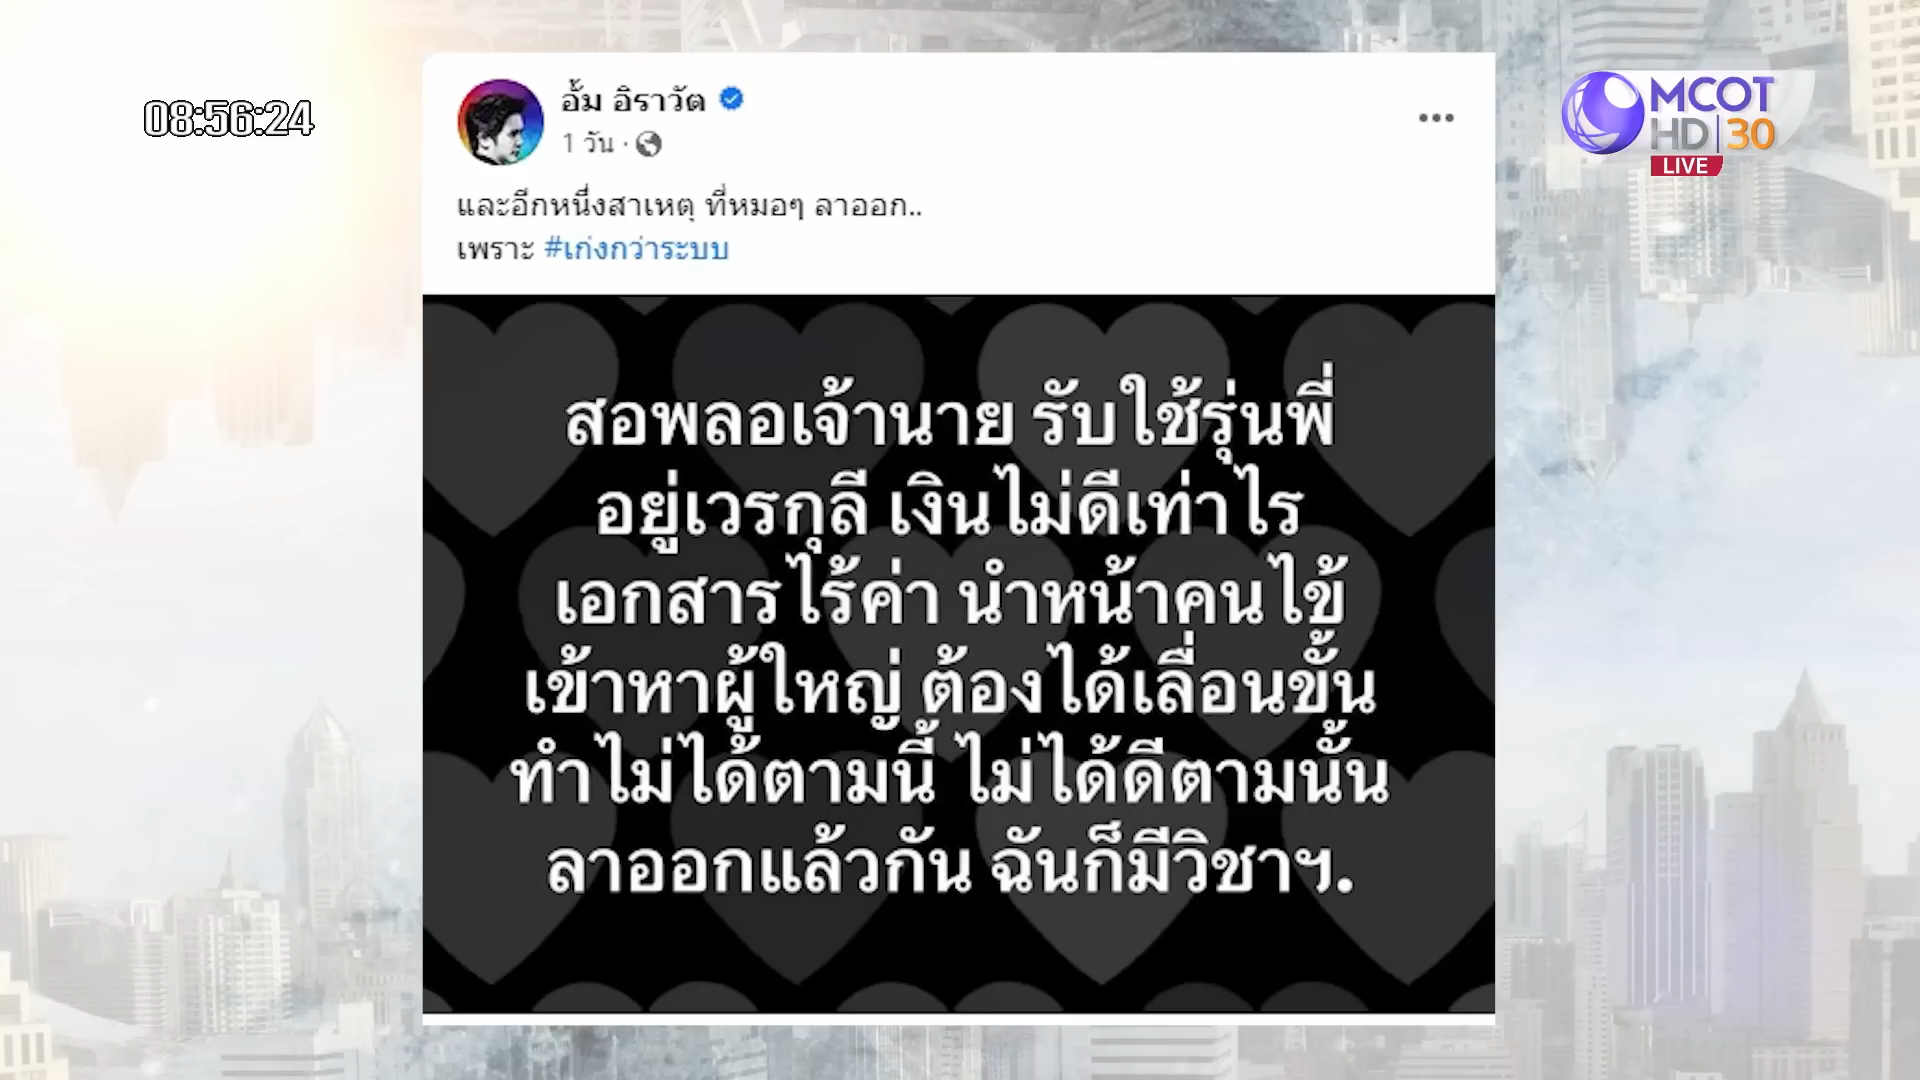 08:56:24
อั้ม อิราวัต
1 วัน ·
และอีกหนึ่งสาเหตุ ที่หมอๆ ลาออก..
เพราะ #เก่งกว่าระบบ
MCOT
HD|30
LIVE
สอพลอเจ้านาย รับใช้รุ่นพี่
อยู่เวรกุลี เงินไม่ดีเท่าไร
เอกสารไร้ค่า นำหน้าคนไข้
เข้าหาผู้ใหญ่ ต้องได้เลื่อนขั้น
ทำไม่ได้ตามนี้ ไม่ได้ดีตามนั้น
ลาออกแล้วกัน ฉันก็มีวิชาฯ.